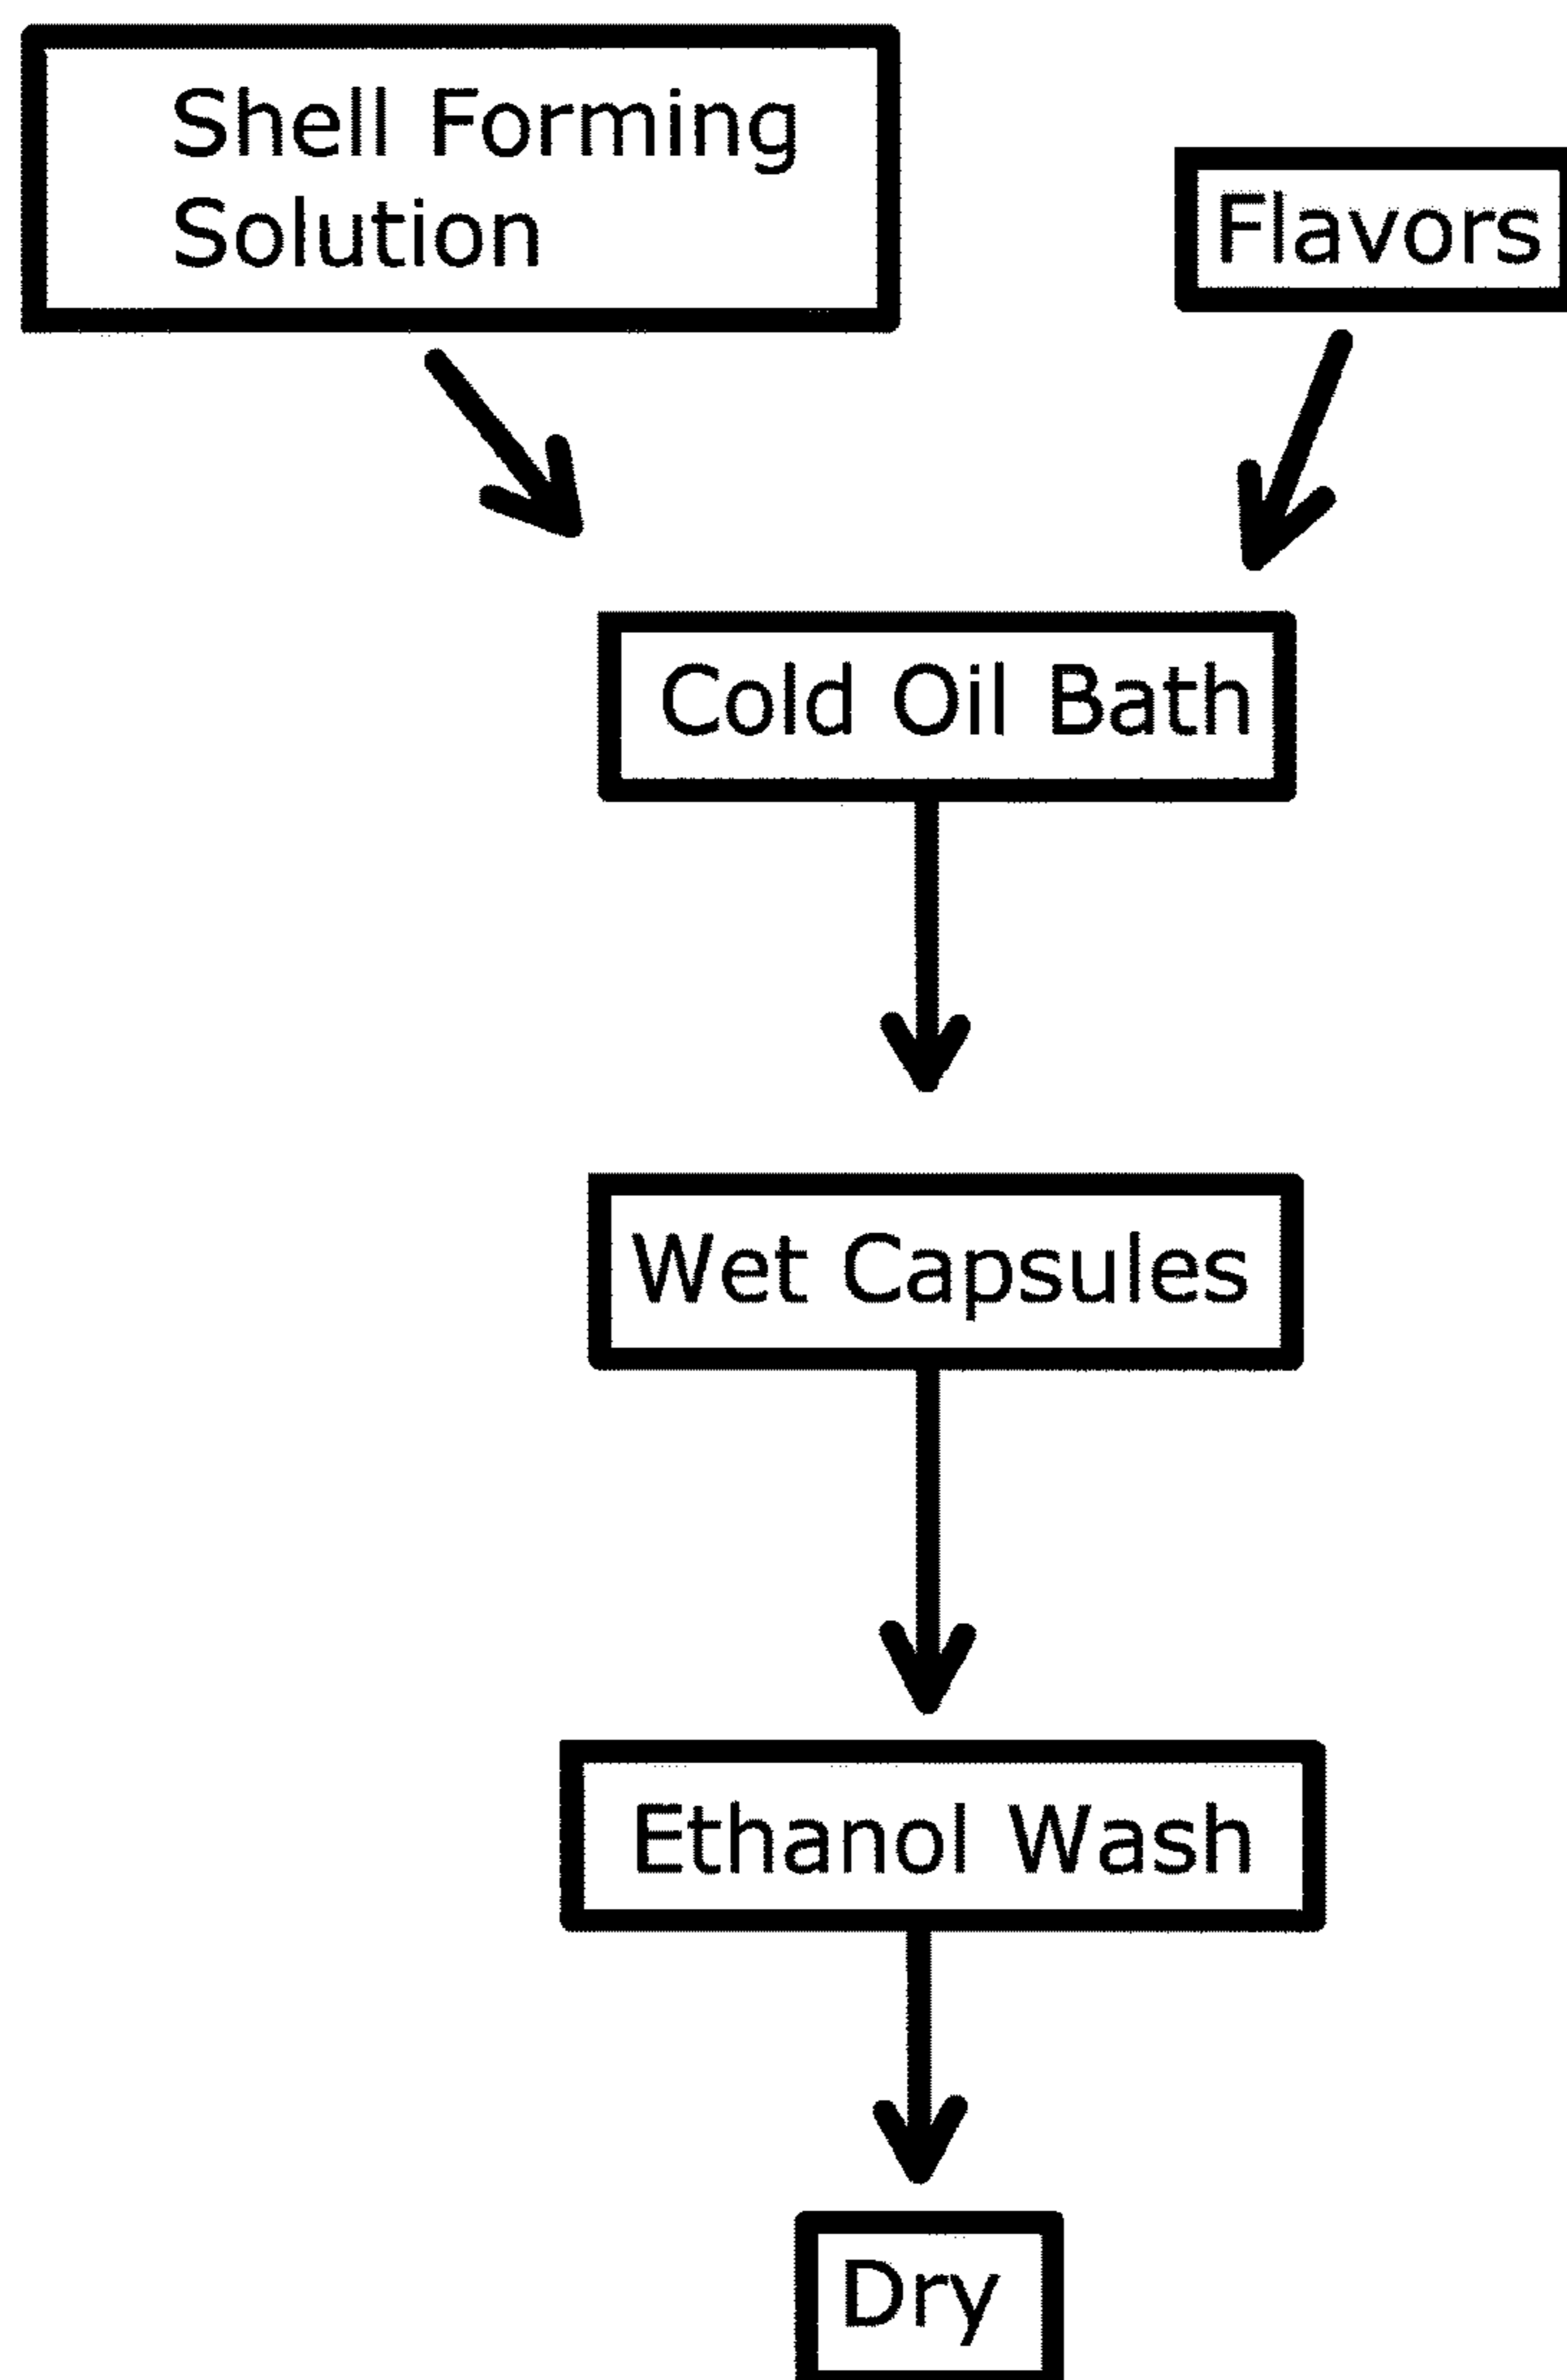 Shell Forming
Solution
Flavors
Cold Oil Bath
Wet Capsules
Ethanol Wash
Dry